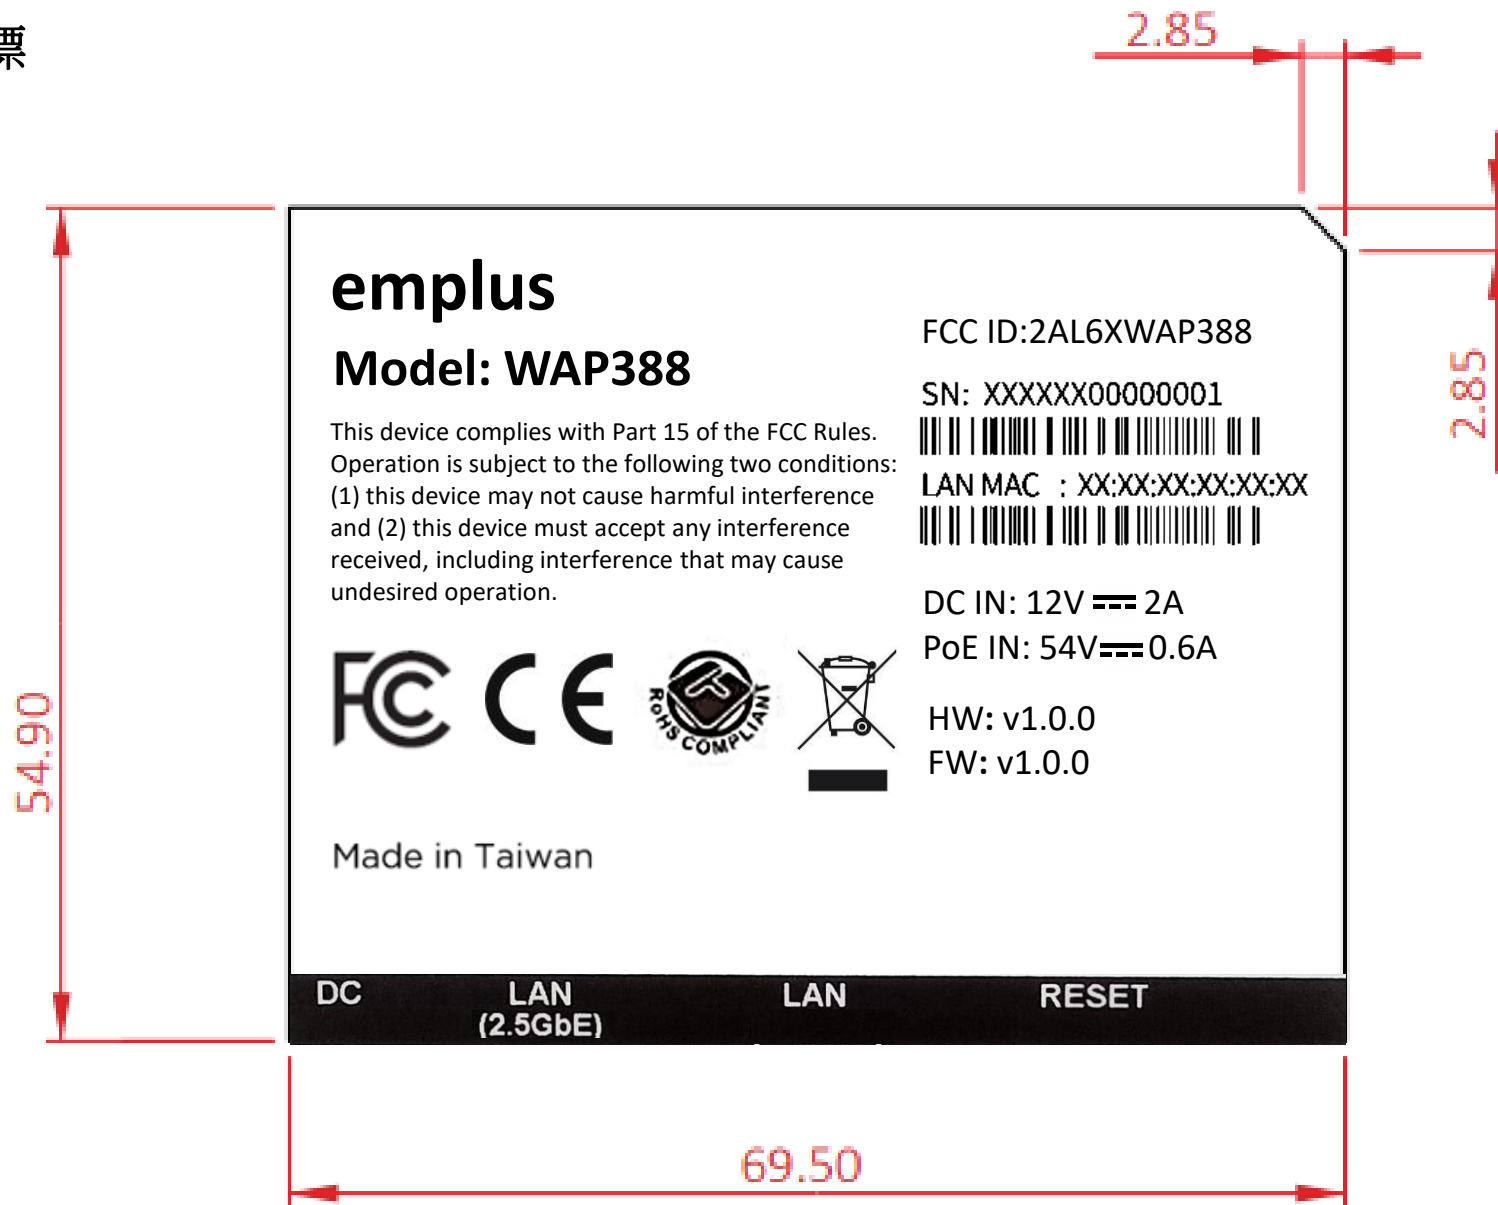 標
2.85
2.85
54.90
emplus
Model: WAP388
This device complies with Part 15 of the FCC Rules.
Operation is subject to the following two conditions:
(1) this device may not cause harmful interference
and (2) this device must accept any interference
received, including interference that may cause
undesired operation.
FC CE RoHS COMPLIANT
Made in Taiwan
FCC ID:2AL6XWAP388
SN: XXXXXX00000001
LAN MAC : XX:XX:XX:XX:XX:XX
DC IN: 12V 2A
PoE IN: 54V 0.6A
HW: v1.0.0
FW: v1.0.0
DC LAN LAN RESET
(2.5GbE)
69.50